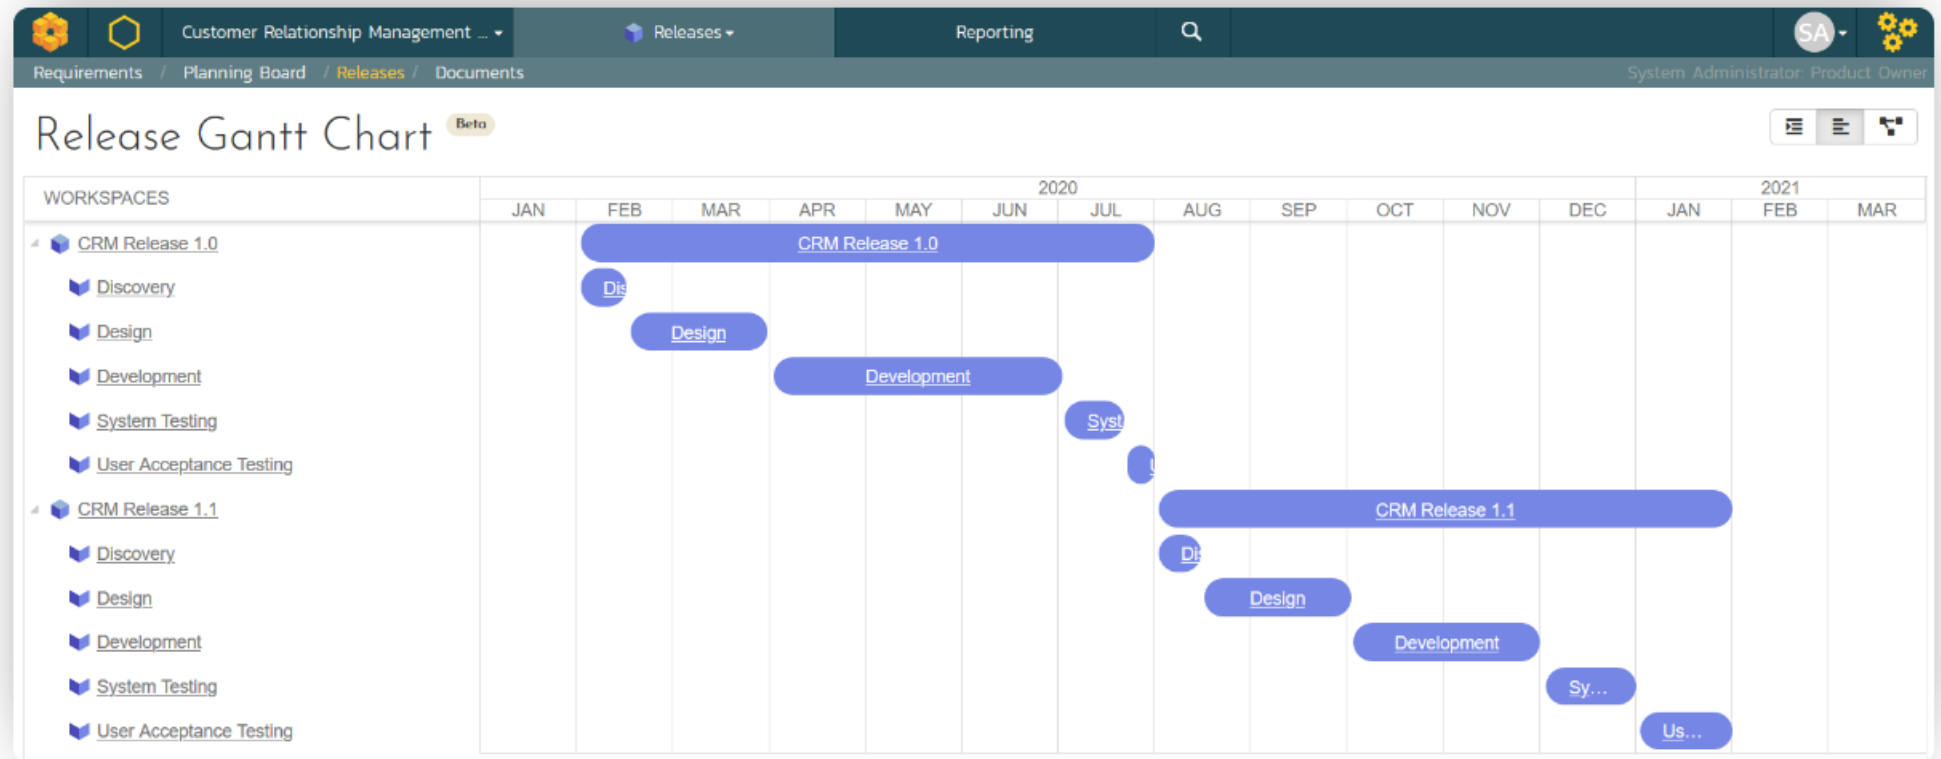 Customer Relationship Management ... Releases Reporting SA
Requirements / Planning Board / Releases / Documents System Administrator: Product Owner
Release Gantt Chart Beta
WORKSPACES 2020 2021
JAN FEB MAR APR MAY JUN JUL AUG SEP OCT NOV DEC JAN FEB MAR
CRM Release 1.0 CRM Release 1.0
Discovery Dis
Design Design
Development Development
System Testing Syst
User Acceptance Testing U
CRM Release 1.1 CRM Release 1.1
Discovery Dis
Design Design
Development Development
System Testing Sy...
User Acceptance Testing Us...